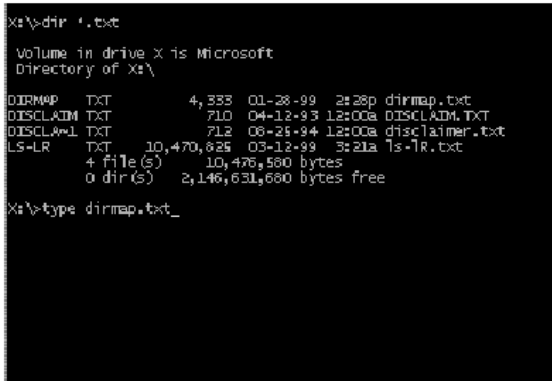 X:\>dir *.txt
Volume in drive X is Microsoft
Directory of X:\
DIRMAP TXT 4,333 01-28-99 2:28p dirmap.txt
DISCLAIM TXT 710 04-12-93 12:00a DISCLAIM.TXT
DISCLA~1 TXT 712 08-25-94 12:00a disclaimer.txt
LS-LR TXT 10,470,825 03-12-99 3:21a ls-lR.txt
4 file(s) 10,476,580 bytes
0 dir(s) 2,146,631,680 bytes free
X:\>type dirmap.txt_